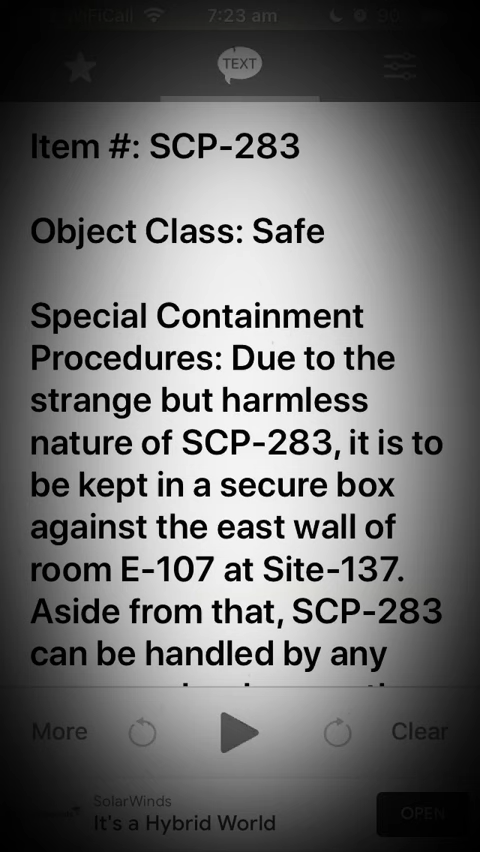 WiFiCall 7:23 am 90
TEXT
Item #: SCP-283
Object Class: Safe
Special Containment
Procedures: Due to the
strange but harmless
nature of SCP-283, it is to
be kept in a secure box
against the east wall of
room E-107 at Site-137.
Aside from that, SCP-283
can be handled by any
More Clear
SolarWinds
It's a Hybrid World
OPEN